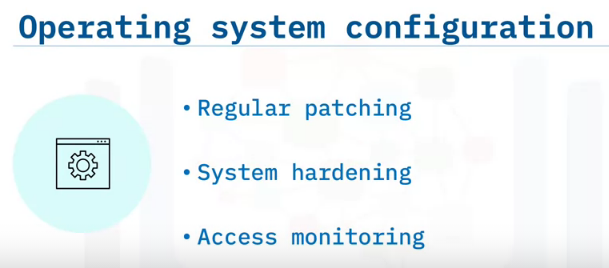 Operating system configuration
• Regular patching
• System hardening
• Access monitoring